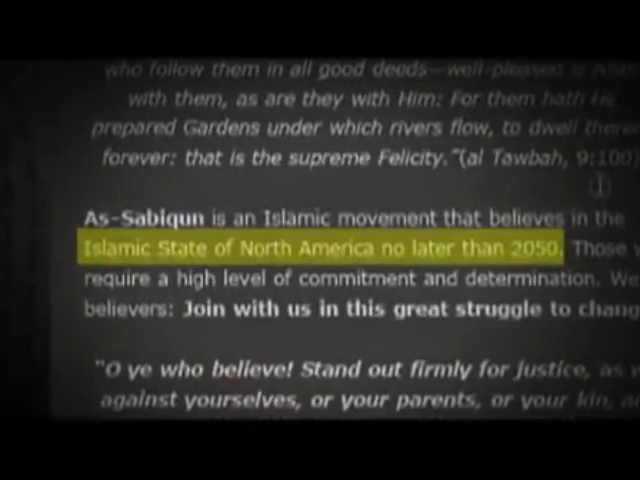 who follow them in all good deeds—well-pleased is Allah
with them, as are they with Him: For them hath He
prepared Gardens under which rivers flow, to dwell there
forever: that is the supreme Felicity."(al Tawbah, 9:100)
As-Sabiqun is an Islamic movement that believes in the
Islamic State of North America no later than 2050. Those
require a high level of commitment and determination. We
believers: Join with us in this great struggle to chang
"O ye who believe! Stand out firmly for justice, as
against yourselves, or your parents, or your kin,